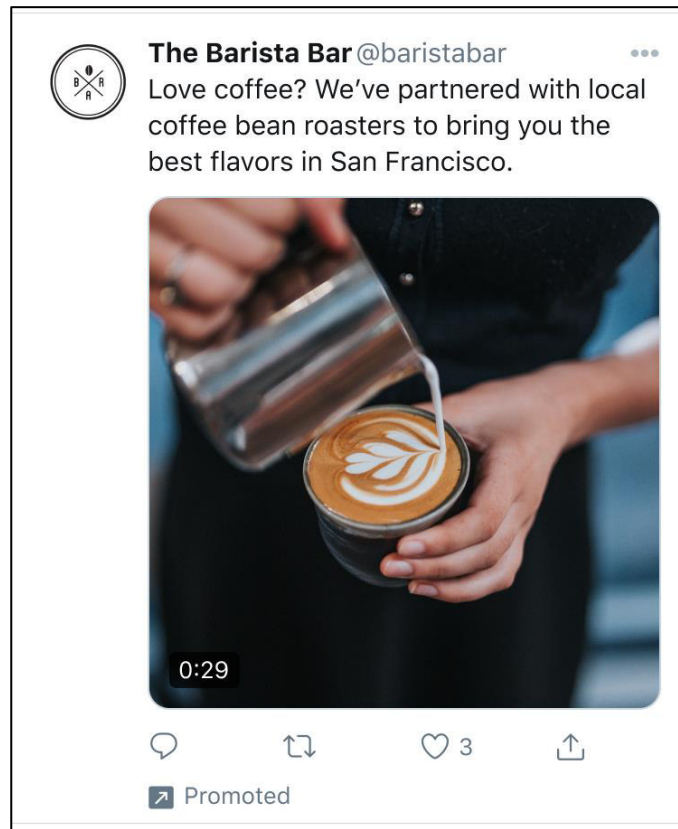 The Barista Bar @baristabar
B A R
A
Love coffee? We’ve partnered with local
coffee bean roasters to bring you the
best flavors in San Francisco.
0:29
3
Promoted